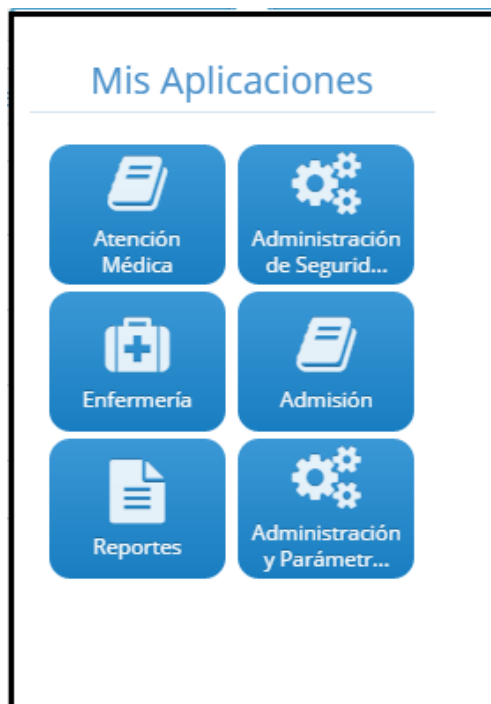 Mis Aplicaciones
Atención
Médica
Administración
de Segurid...
Enfermería
Admisión
Reportes
Administración
y Parámetr...